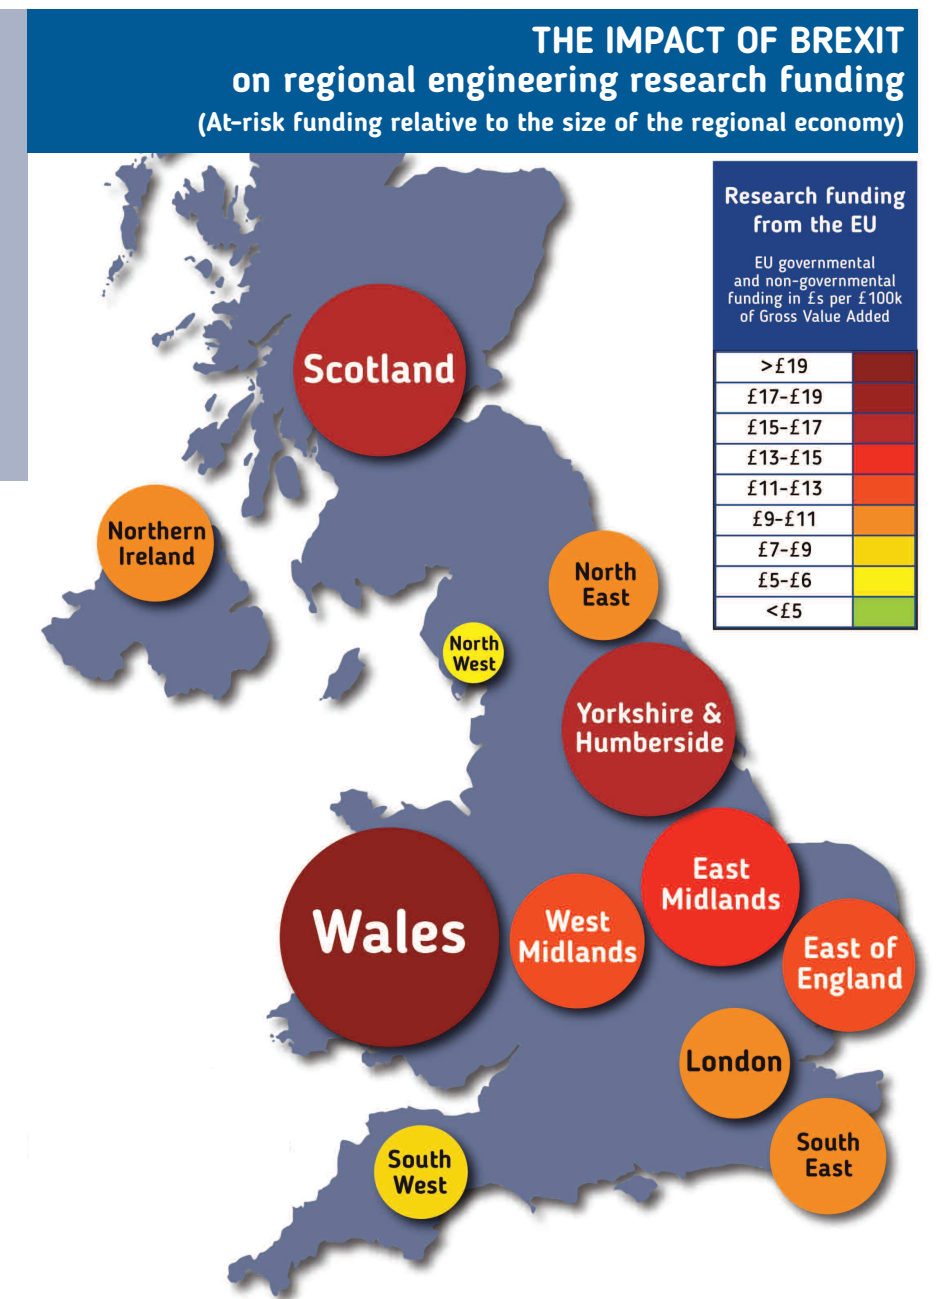 THE IMPACT OF BREXIT
on regional engineering research funding
(At-risk funding relative to the size of the regional economy)
Research funding
from the EU
EU governmental
and non-governmental
funding in £s per £100k
of Gross Value Added
>£19
£17-£19
£15-£17
£13-£15
£11-£13
£9-£11
£7-£9
£5-£6
<£5
Scotland
Northern
Ireland
North
East
North
West
Yorkshire &
Humberside
East
Midlands
Wales
West
Midlands
East of
England
London
South
East
South
West